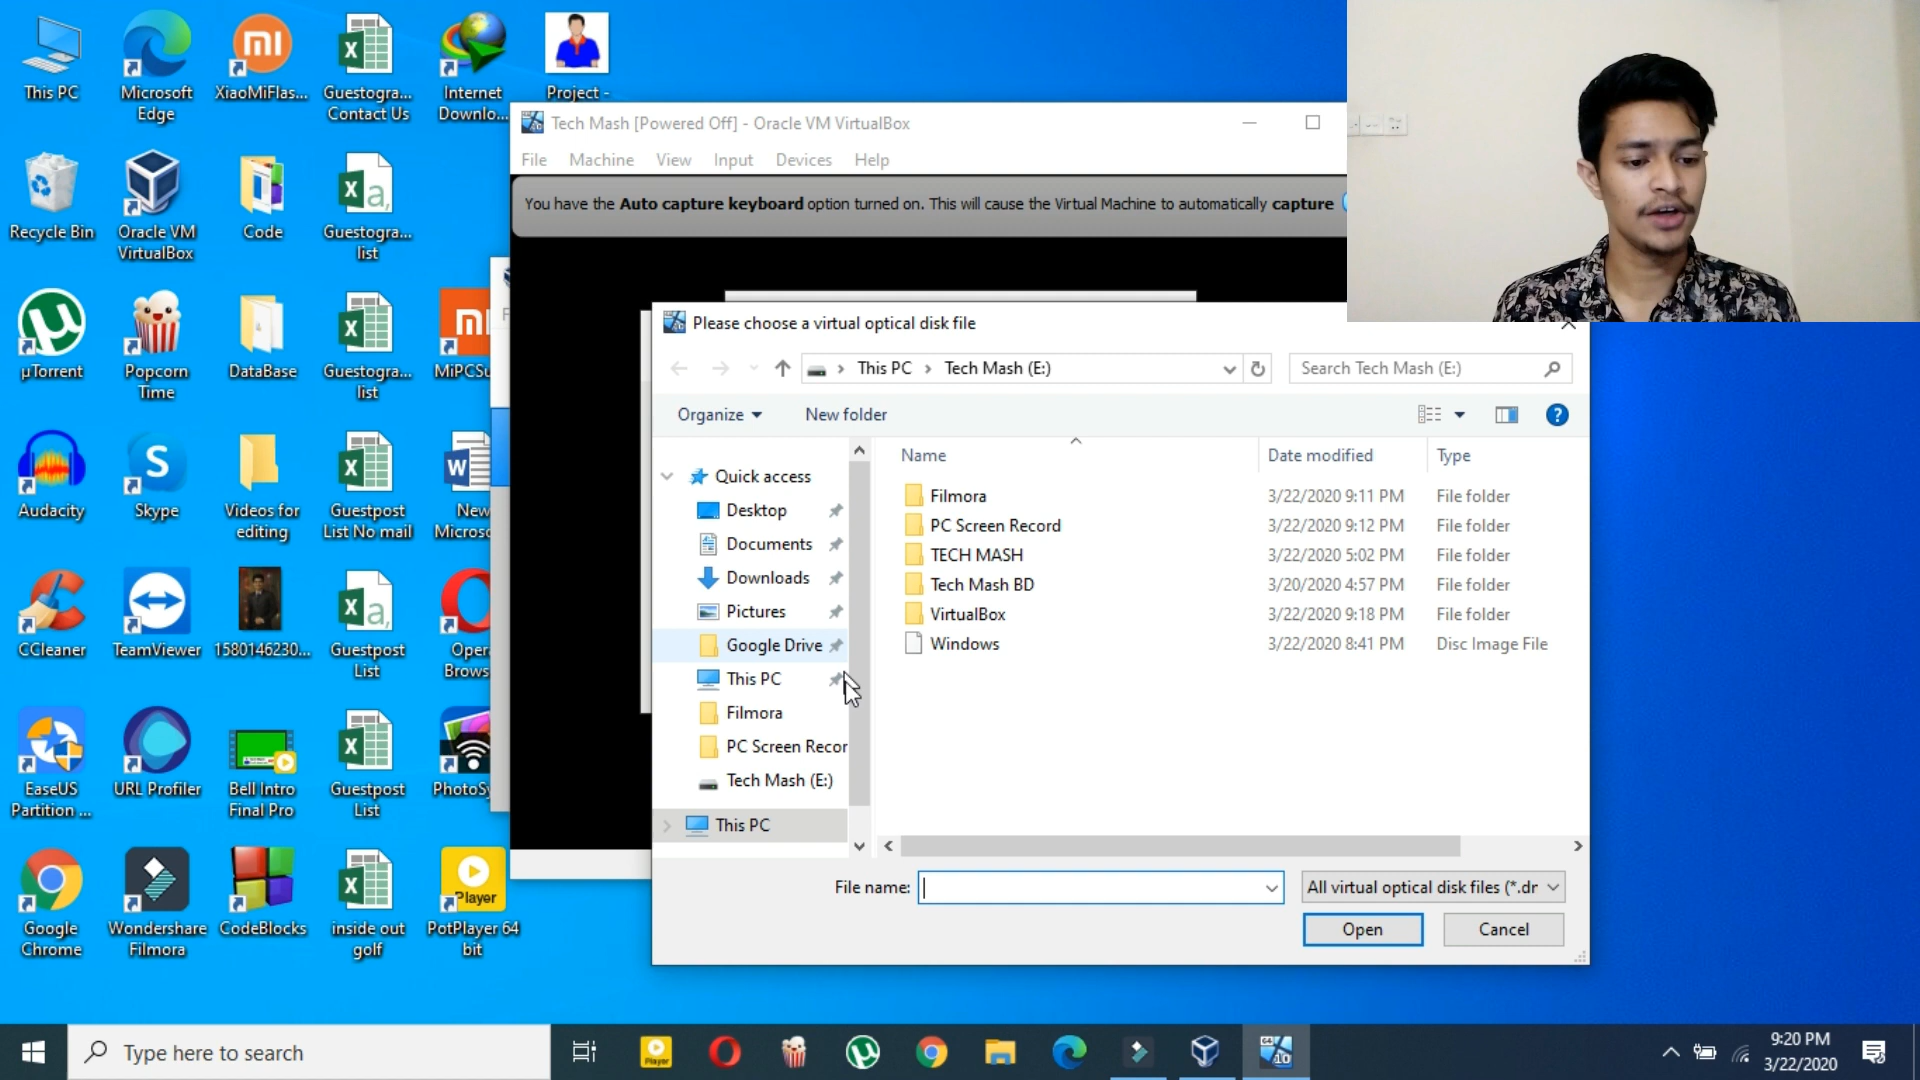 This PC
Microsoft
Edge
XiaoMiFlas...
Guestogra...
Contact Us
Internet
Downlo...
Project -
Recycle Bin
Oracle VM
VirtualBox
Code
Guestogra...
list
µTorrent
Popcorn
Time
DataBase
Guestogra...
list
MiPCSu
Audacity
Skype
Videos for
editing
Guestpost
List No mail
New
Microso
CCleaner
TeamViewer
1580146230...
Guestpost
List
Oper
Brows
EaseUS
Partition ...
URL Profiler
Bell Intro
Final Pro
Guestpost
List
PhotoSy
Google
Chrome
Wondershare
Filmora
CodeBlocks
inside out
golf
Player
PotPlayer 64
bit
Tech Mash [Powered Off] - Oracle VM VirtualBox
File Machine View Input Devices Help
You have the Auto capture keyboard option turned on. This will cause the Virtual Machine to automatically capture
Please choose a virtual optical disk file
This PC > Tech Mash (E:)
Search Tech Mash (E:)
Organize
New folder
Quick access
Desktop
Documents
Downloads
Pictures
Google Drive
This PC
Filmora
PC Screen Recor
Tech Mash (E:)
This PC
Name Date modified Type
Filmora 3/22/2020 9:11 PM File folder
PC Screen Record 3/22/2020 9:12 PM File folder
TECH MASH 3/22/2020 5:02 PM File folder
Tech Mash BD 3/20/2020 4:57 PM File folder
VirtualBox 3/22/2020 9:18 PM File folder
Windows 3/22/2020 8:41 PM Disc Image File
File name:
All virtual optical disk files (*.dr
Open
Cancel
Type here to search
9:20 PM
3/22/2020